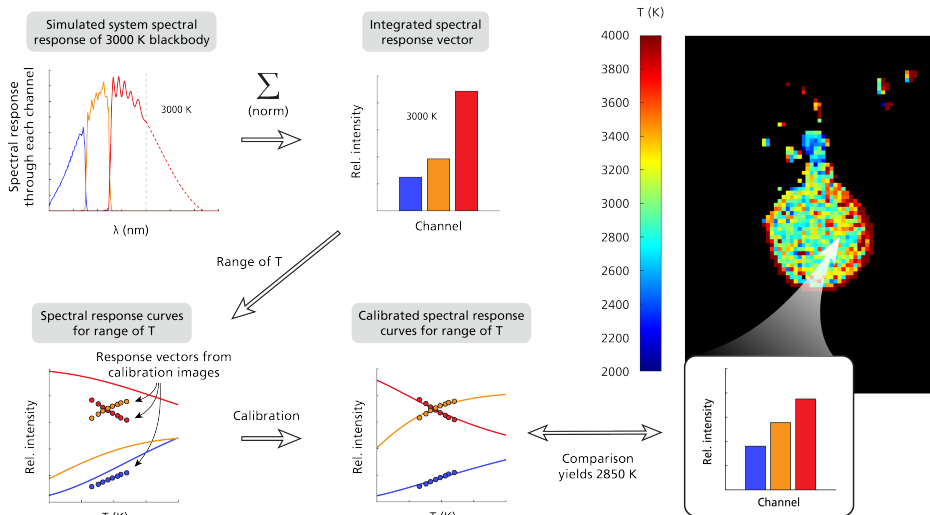 Simulated system spectral
response of 3000 K blackbody
Spectral response
through each channel
3000 K
λ (nm)
Σ
(norm)
Integrated spectral
response vector
Rel. intensity
3000 K
Channel
T (K)
4000
3800
3600
3400
3200
3000
2800
2600
2400
2200
2000
Range of T
Spectral response curves
for range of T
Response vectors from
calibration images
Rel. intensity
T (K)
Calibration
Calibrated spectral response
curves for range of T
Rel. intensity
T (K)
Comparison
yields 2850 K
Rel. intensity
Channel